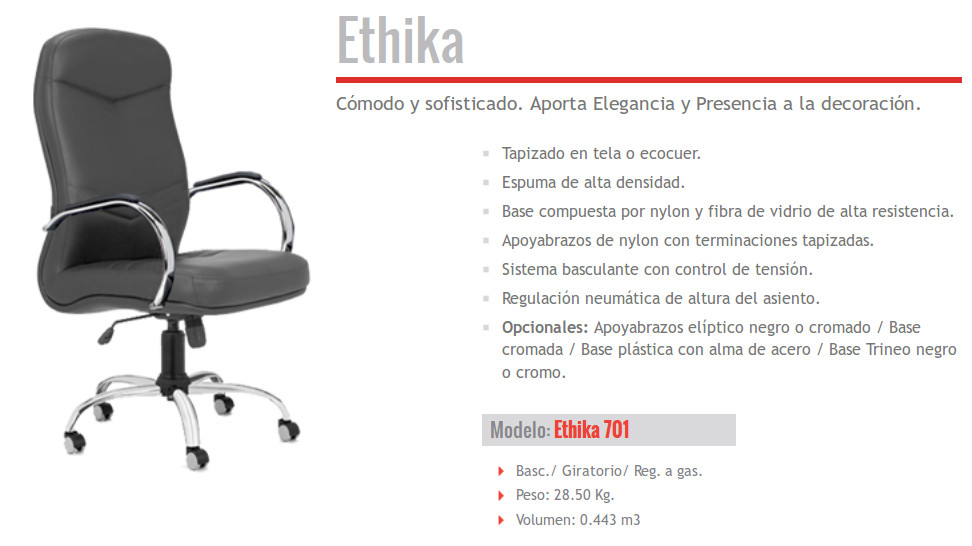 Ethika
Cómodo y sofisticado. Aporta Elegancia y Presencia a la decoración.
Tapizado en tela o ecocuer.
Espuma de alta densidad.
Base compuesta por nylon y fibra de vidrio de alta resistencia.
Apoyabrazos de nylon con terminaciones tapizadas.
Sistema basculante con control de tensión.
Regulación neumática de altura del asiento.
Opcionales: Apoyabrazos elíptico negro o cromado / Base
cromada / Base plástica con alma de acero / Base Trineo negro
o cromo.
Modelo: Ethika 701
Basc./ Giratorio/ Reg. a gas.
Peso: 28.50 Kg.
Volumen: 0.443 m3